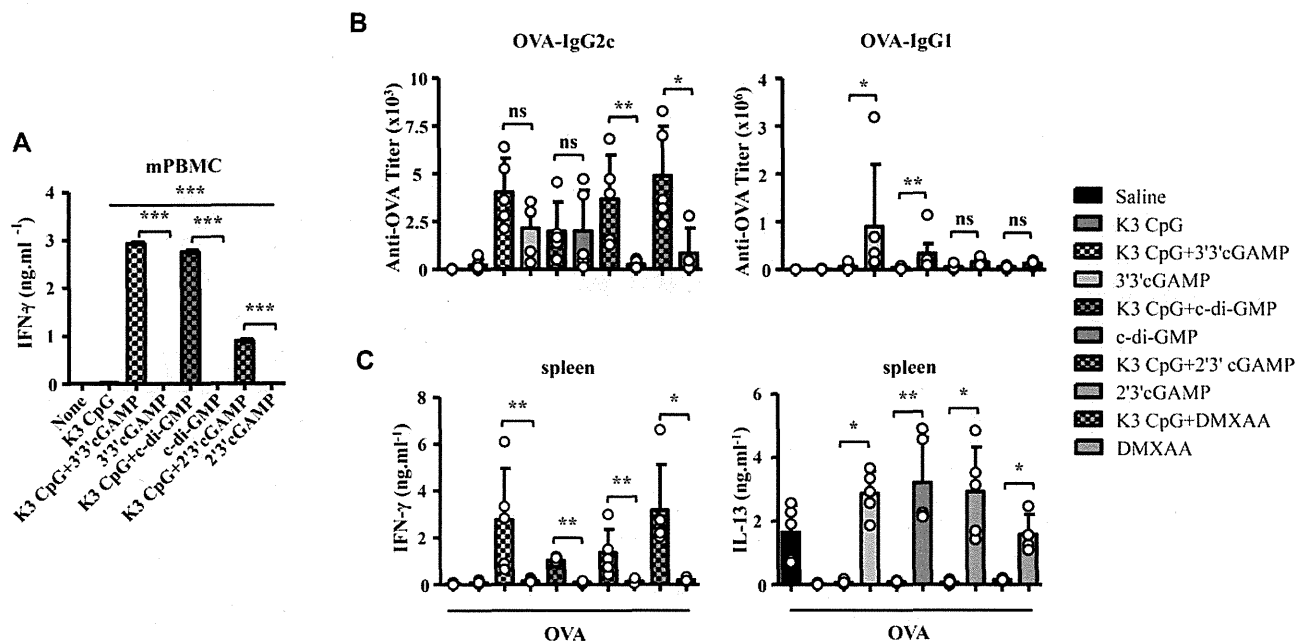 A
mPBMC
IFN-γ (ng.ml⁻¹)
4
3
2
1
0
***
***
***
***
None
K3 CpG
K3 CpG+3'3'cGAMP
3'3'cGAMP
K3 CpG+c-di-GMP
c-di-GMP
K3 CpG+2'3'cGAMP
2'3'cGAMP
B
OVA-IgG2c
Anti-OVA Titer (x10³)
10
7.5
5
2.5
0
ns
ns
**
*
OVA-IgG1
Anti-OVA Titer (x10⁶)
4
3
2
1
0
*
**
ns
ns
C
spleen
IFN-γ (ng.ml⁻¹)
8
6
4
2
0
**
**
**
*
OVA
spleen
IL-13 (ng.ml⁻¹)
6
4
2
0
*
**
*
*
OVA
Saline
K3 CpG
K3 CpG+3'3'cGAMP
3'3'cGAMP
K3 CpG+c-di-GMP
c-di-GMP
K3 CpG+2'3' cGAMP
2'3'cGAMP
K3 CpG+DMXAA
DMXAA